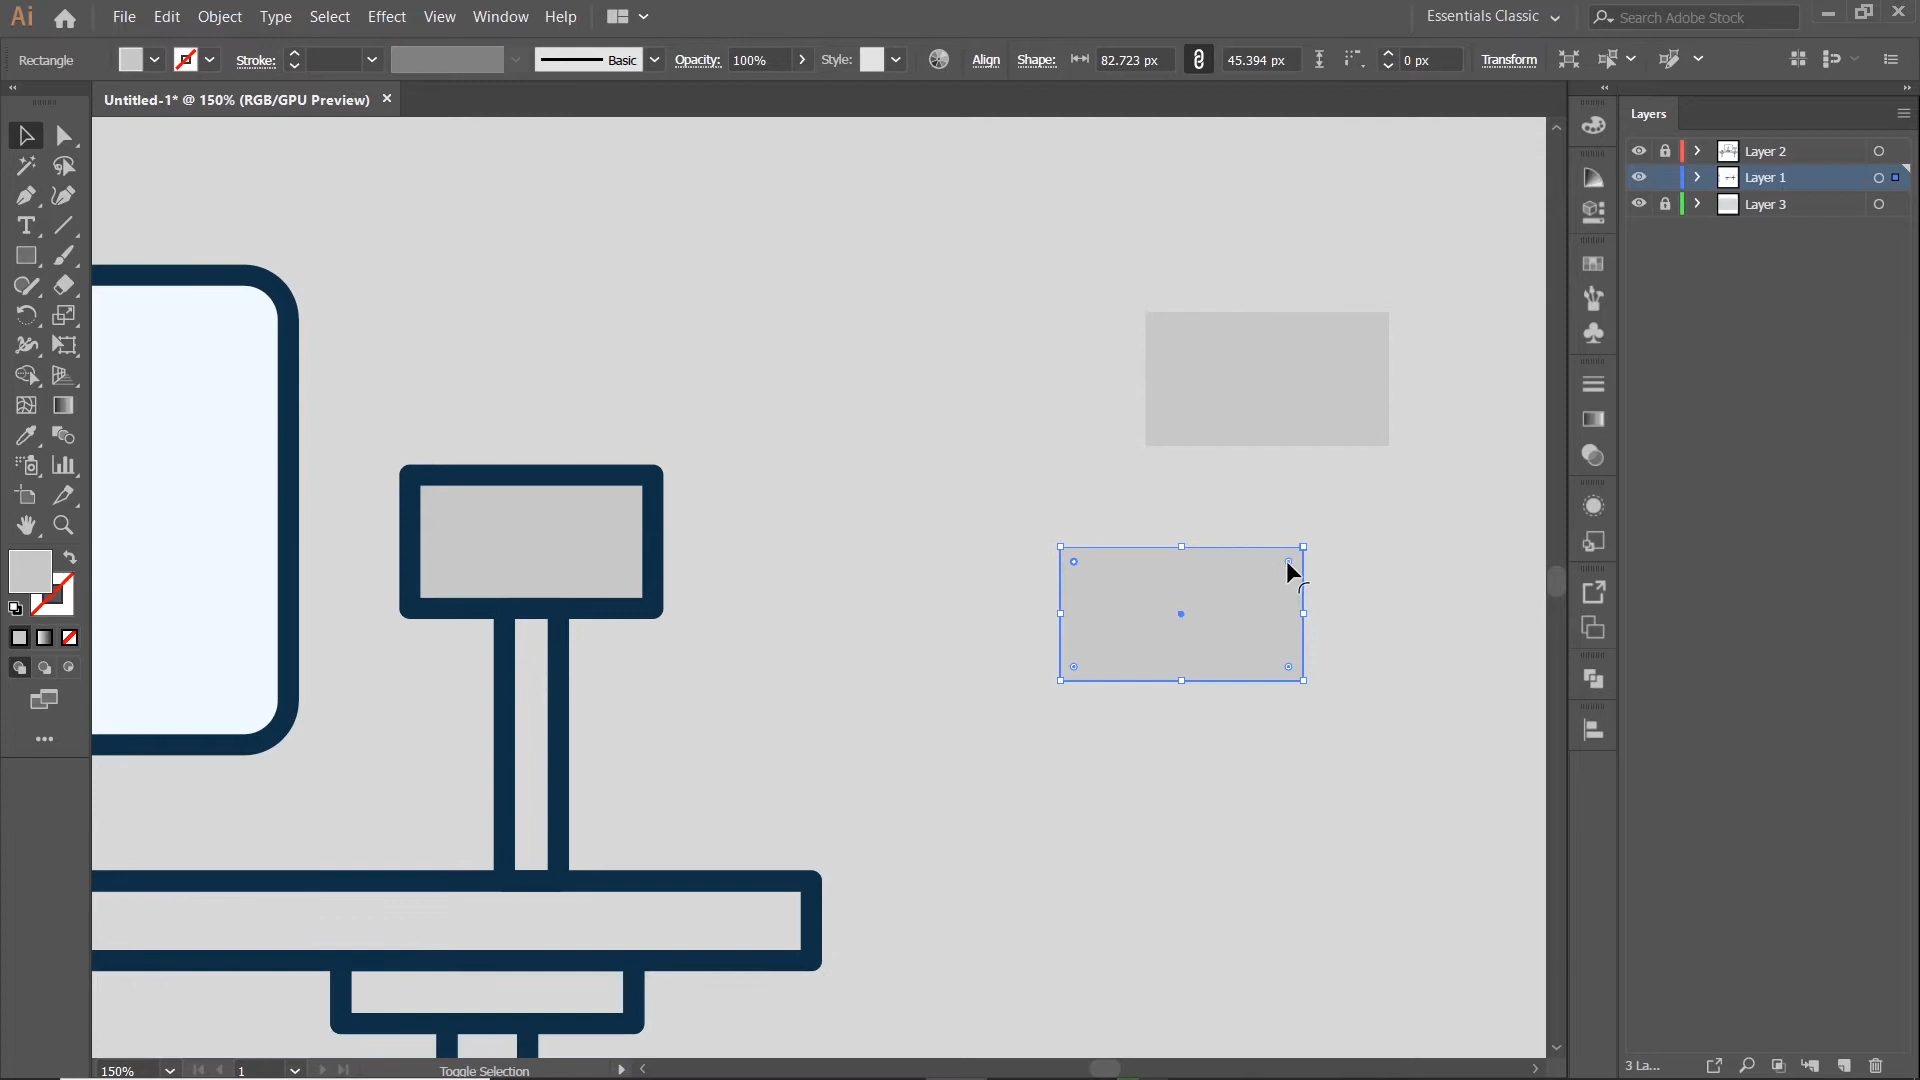 Ai File Edit Object Type Select Effect View Window Help Essentials Classic Search Adobe Stock
Rectangle Stroke: Basic Opacity: 100% Style: Align Shape: 82.723 px 45.394 px 0 px Transform
Untitled-1* @ 150% (RGB/GPU Preview)
Layers
Layer 2
Layer 1
Layer 3
T
150% 1 Toggle Selection
3 La...